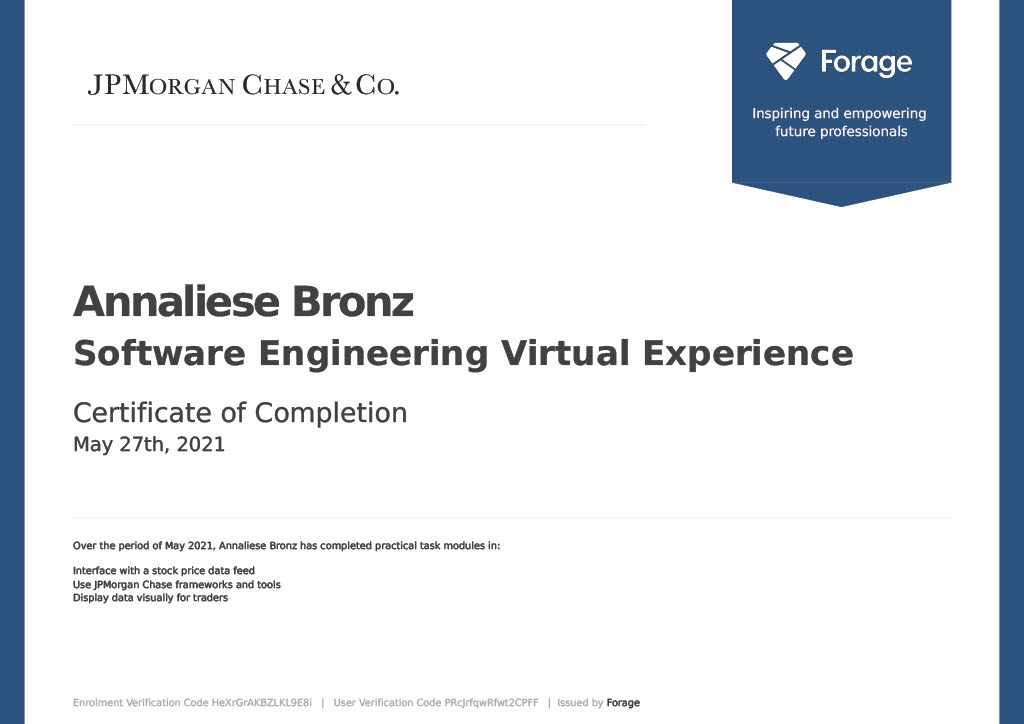 JPMORGAN CHASE & CO.
Forage
Inspiring and empowering
future professionals
Annaliese Bronz
Software Engineering Virtual Experience
Certificate of Completion
May 27th, 2021
Over the period of May 2021, Annaliese Bronz has completed practical task modules in:
Interface with a stock price data feed
Use JPMorgan Chase frameworks and tools
Display data visually for traders
Enrolment Verification Code HeXrGrAKBZLKL9E8i | User Verification Code PRcJrfqwRfwt2CPFF | Issued by Forage